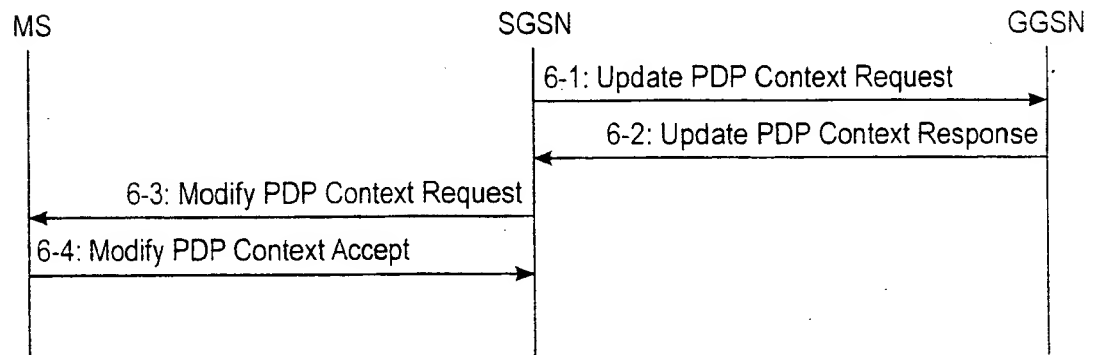 MS SGSN GGSN
6-1: Update PDP Context Request
6-2: Update PDP Context Response
6-3: Modify PDP Context Request
6-4: Modify PDP Context Accept